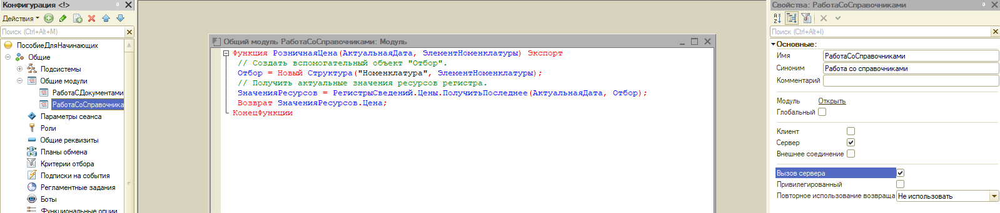 Конфигурация <!>
Действия
Поиск (Ctrl+Alt+M)
ПособиеДляНачинающих
Общие
Подсистемы
Общие модули
РаботаСДокументами
РаботаСоСправочника
Параметры сеанса
Роли
Общие реквизиты
Планы обмена
Критерии отбора
Подписки на события
Регламентные задания
Боты
Функциональные опции
Общий модуль РаботаСоСправочниками: Модуль
Функция РозничнаяЦена(АктуальнаяДата, ЭлементНоменклатуры) Экспорт
// Создать вспомогательный объект "Отбор".
Отбор = Новый Структура("Номенклатура", ЭлементНоменклатуры);
// Получить актуальные значения ресурсов регистра.
ЗначенияРесурсов = РегистрыСведений.Цены.ПолучитьПоследнее(АктуальнаяДата, Отбор);
Возврат ЗначенияРесурсов.Цена;
КонецФункции
Свойства: РаботаСоСправочниками
Поиск (Ctrl+Alt+I)
Основные:
Имя РаботаСоСправочниками
Синоним Работа со справочниками
Комментарий
Модуль Открыть
Глобальный
Клиент
Сервер
Внешнее соединение
Вызов сервера
Привилегированный
Повторное использование возвраща Не использовать